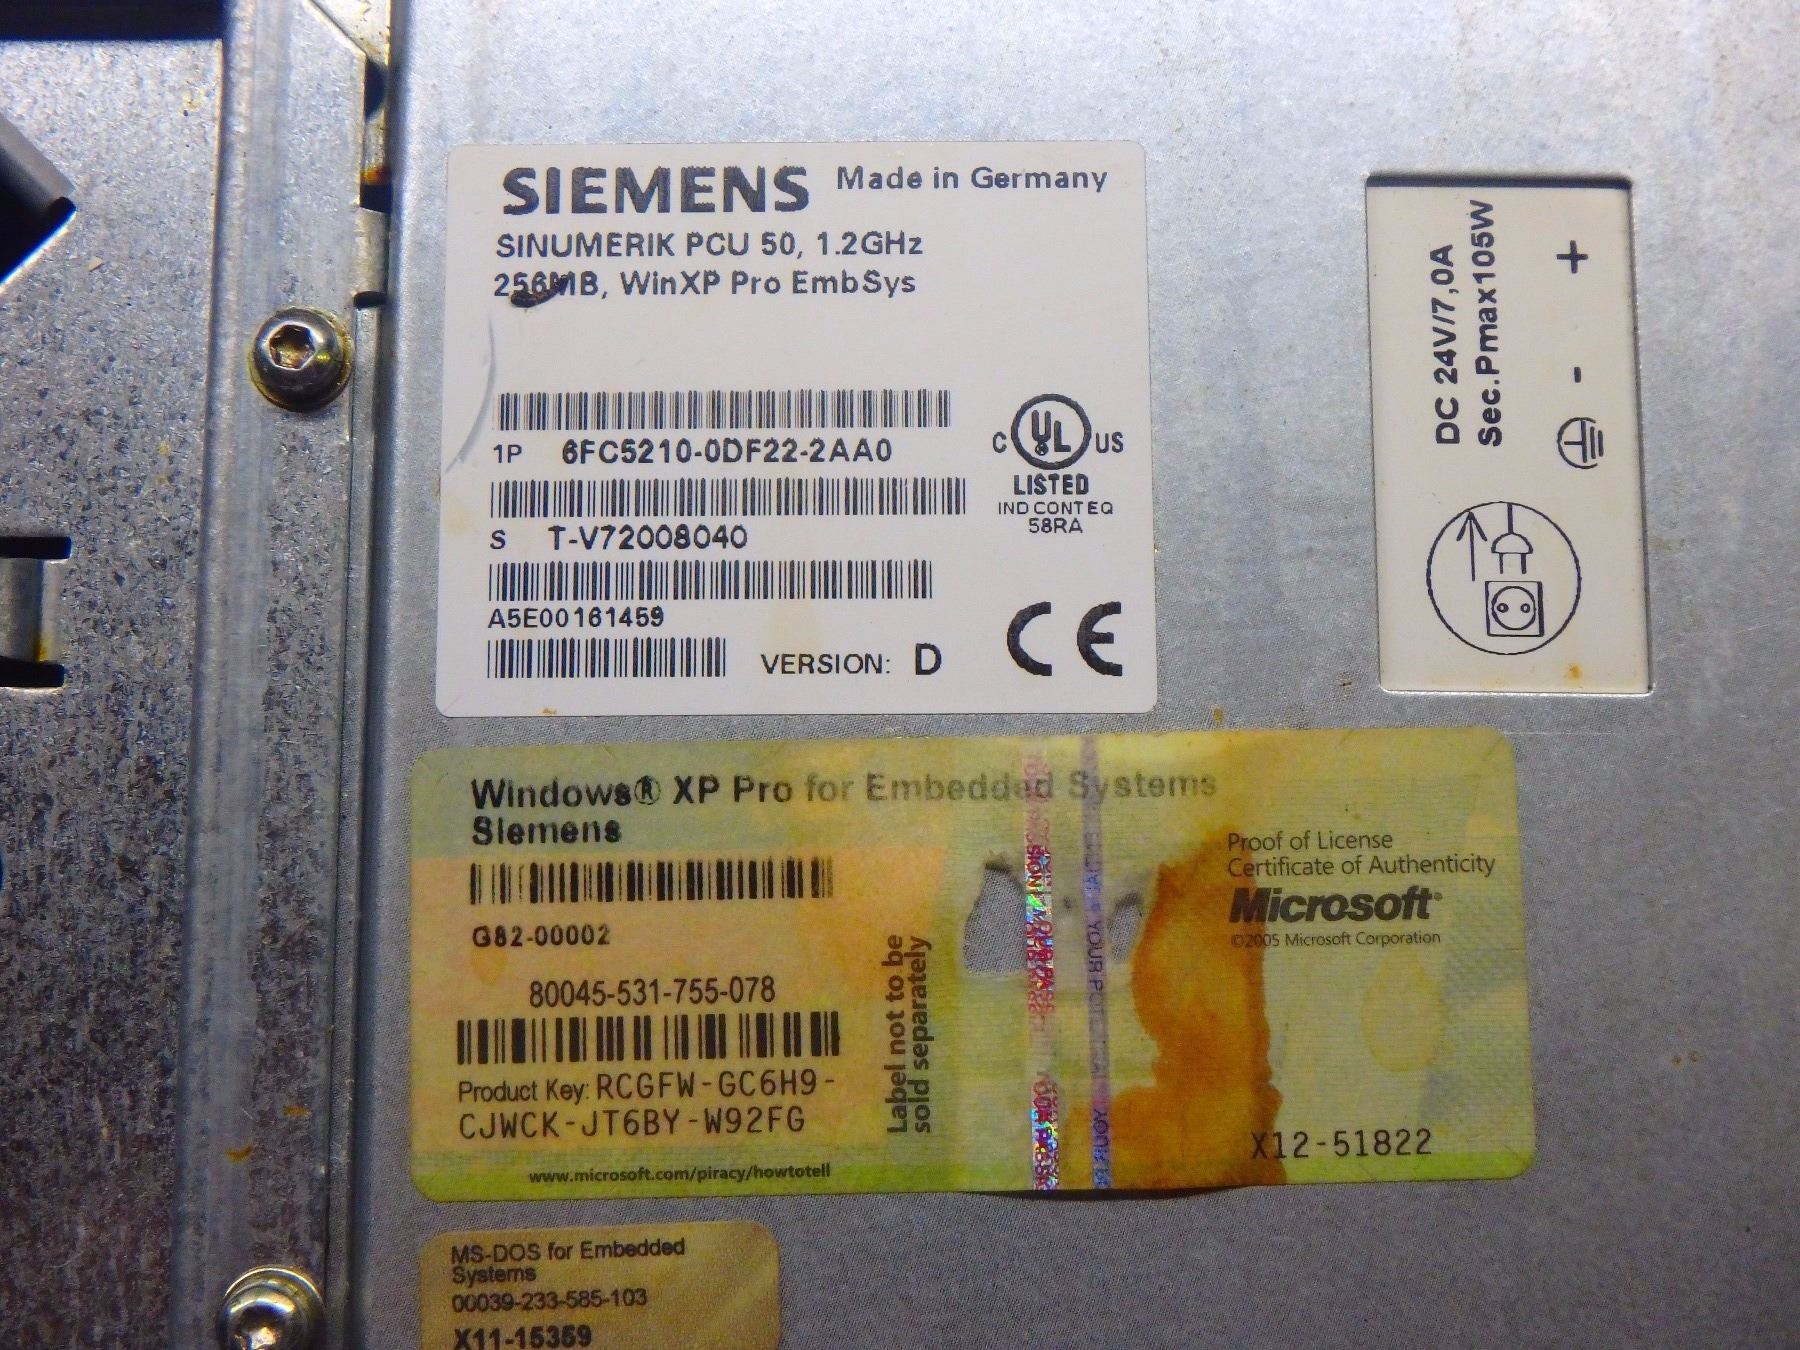 SIEMENS Made in Germany
SINUMERIK PCU 50, 1.2GHz
256MB, WinXP Pro EmbSys
1P 6FC5210-0DF22-2AA0
S T-V72008040
A5E00161459
VERSION: D
C UL US
LISTED
IND CONT EQ
58RA
CE
DC 24V/7,0A
Sec.Pmax105W
+
-
Windows® XP Pro for Embedded Systems
Siemens
G82-00002
80045-531-755-078
Product Key: RCGFW-GC6H9-
CJWCK-JT6BY-W92FG
www.microsoft.com/piracy/howtotell
Label not to be
sold separately
Proof of License
Certificate of Authenticity
Microsoft®
©2005 Microsoft Corporation
X12-51822
MS-DOS for Embedded
Systems
00039-233-585-103
X11-15359